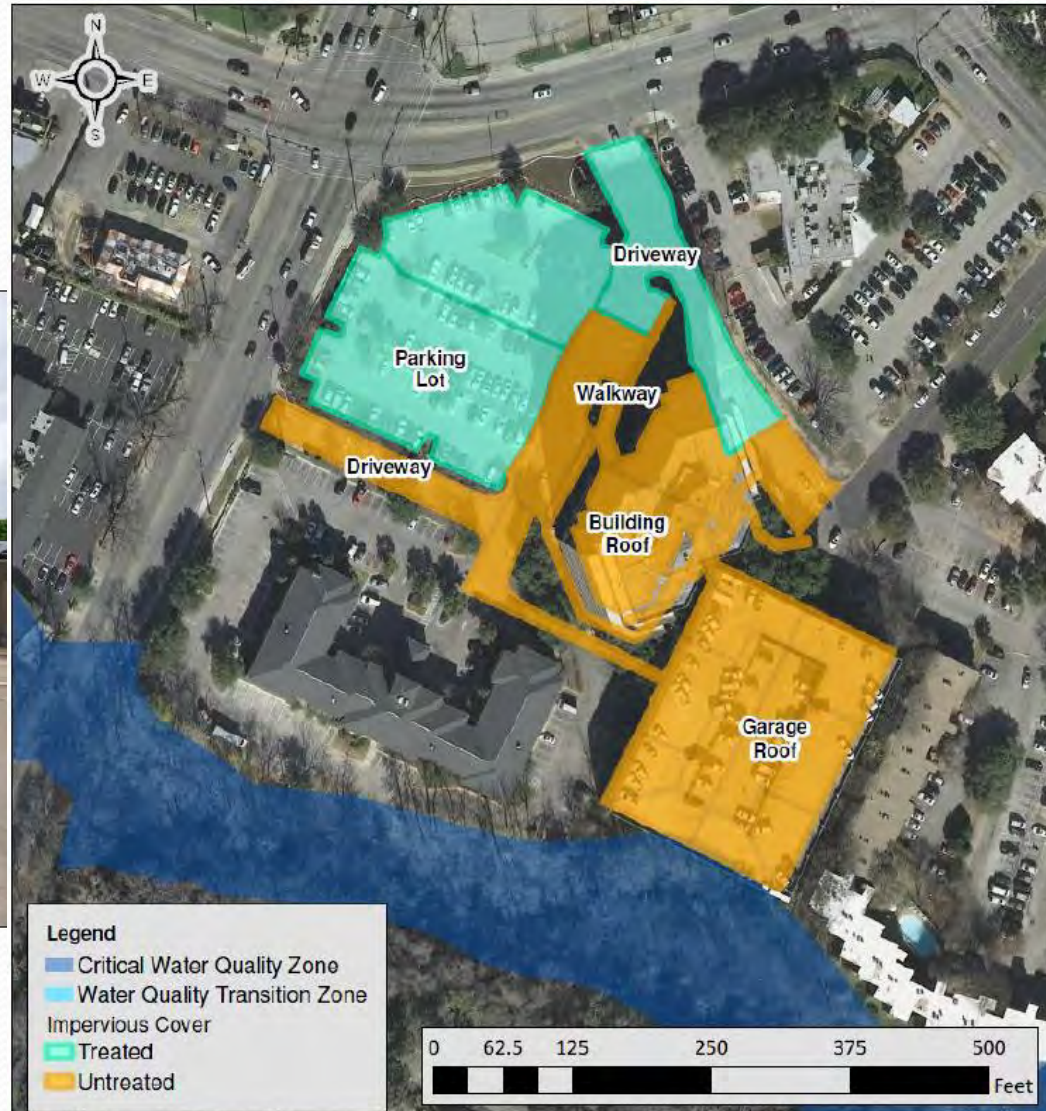 N
W E
S
Driveway
Parking
Lot
Walkway
Driveway
Building
Roof
Garage
Roof
Legend
Critical Water Quality Zone
Water Quality Transition Zone
Impervious Cover
Treated
Untreated
0 62.5 125 250 375 500
Feet